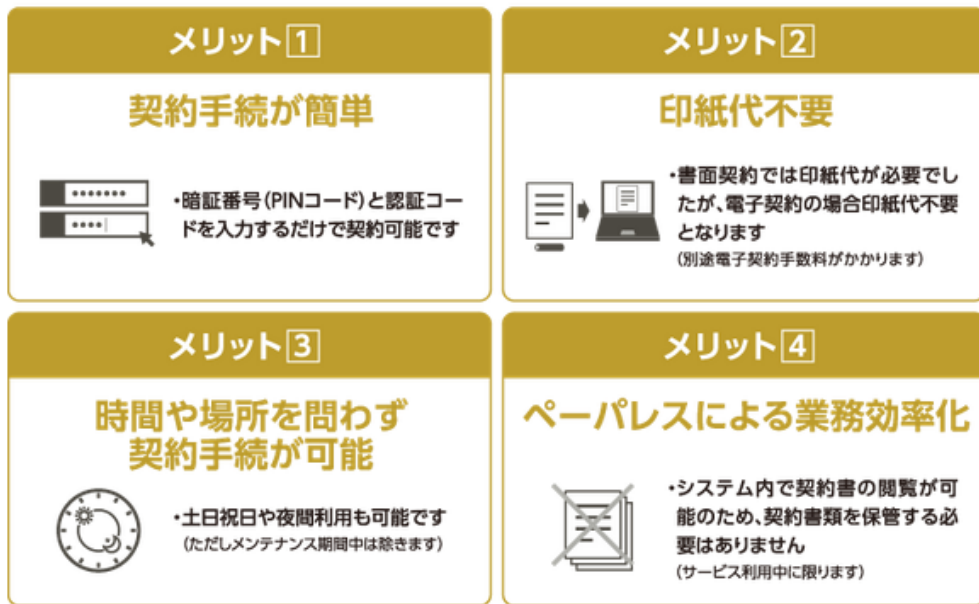 メリット1
契約手続が簡単
・暗証番号(PINコード)と認証コー
ドを入力するだけで契約可能です
メリット2
印紙代不要
・書面契約では印紙代が必要でし
たが、電子契約の場合印紙代不要
となります
(別途電子契約手数料がかかります)
メリット3
時間や場所を問わず
契約手続が可能
・土日祝日や夜間利用も可能です
(ただしメンテナンス期間中は除きます)
メリット4
ペーパレスによる業務効率化
・システム内で契約書の閲覧が可
能のため、契約書類を保管する必
要はありません
(サービス利用中に限ります)